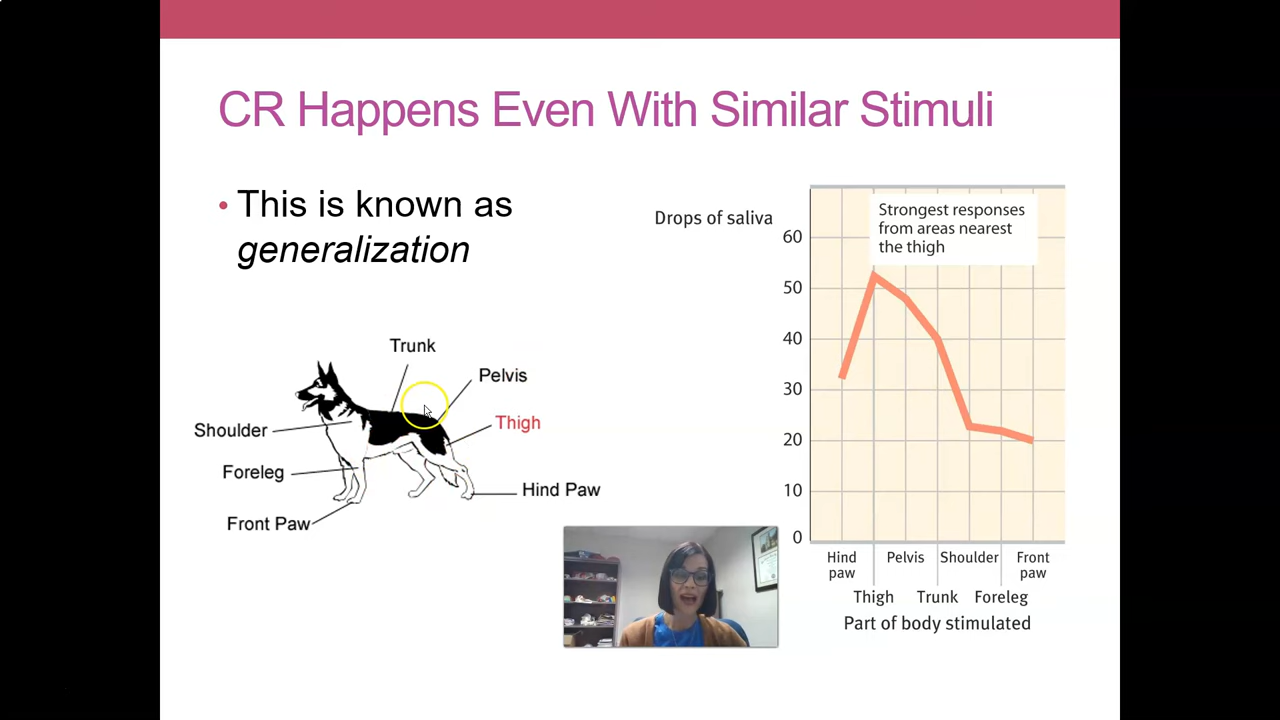 CR Happens Even With Similar Stimuli
• This is known as
generalization
Trunk
Pelvis
Thigh
Shoulder
Foreleg
Front Paw
Hind Paw
Drops of saliva
Strongest responses
from areas nearest
the thigh
60
50
40
30
20
10
0
Hind
paw
Thigh
Pelvis
Trunk
Shoulder
Foreleg
Front
paw
Part of body stimulated